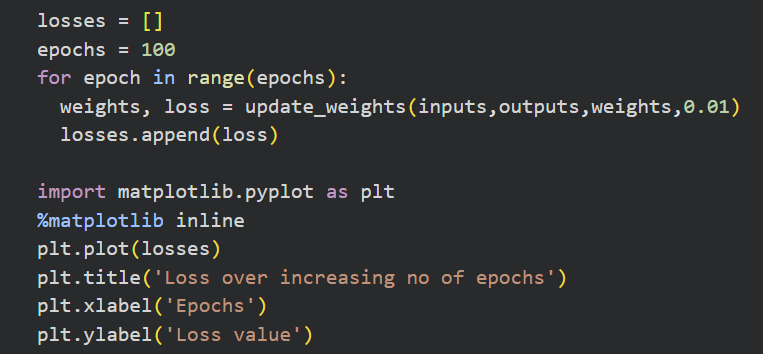 losses = []
epochs = 100
for epoch in range(epochs):
  weights, loss = update_weights(inputs,outputs,weights,0.01)
  losses.append(loss)

import matplotlib.pyplot as plt
%matplotlib inline
plt.plot(losses)
plt.title('Loss over increasing no of epochs')
plt.xlabel('Epochs')
plt.ylabel('Loss value')